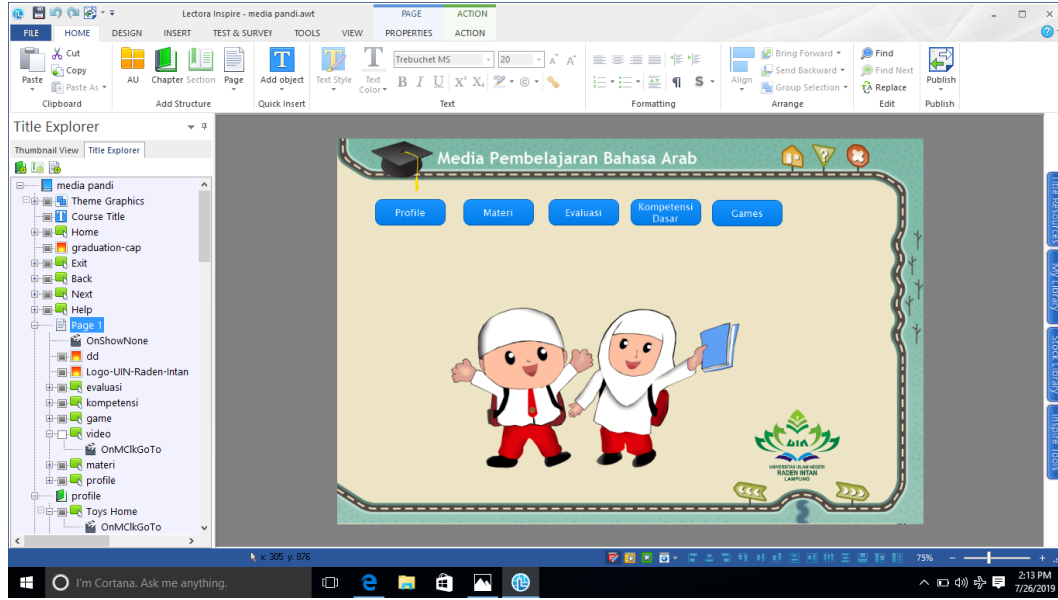 Lectora Inspire - media pandi.awt
PAGE
ACTION
FILE
HOME
DESIGN
INSERT
TEST & SURVEY
TOOLS
VIEW
PROPERTIES
ACTION
Paste
Cut
Copy
Paste As
Clipboard
AU
Chapter
Section
Page
Add Structure
Add object
Quick Insert
Text Style
Text Color
Trebuchet MS
20
B I U X² X₂
Text
Formatting
Align
Bring Forward
Send Backward
Group Selection
Arrange
Find
Find Next
Replace
Edit
Publish
Publish
Title Explorer
Thumbnail View
Title Explorer
media pandi
Theme Graphics
Course Title
Home
graduation-cap
Exit
Back
Next
Help
Page 1
OnShowNone
dd
Logo-UIN-Raden-Intan
evaluasi
kompetensi
game
video
OnMClkGoTo
materi
profile
profile
Toys Home
OnMClkGoTo
Media Pembelajaran Bahasa Arab
Profile
Materi
Evaluasi
Kompetensi
Dasar
Games
UIN
UNIVERSITAS ISLAM NEGERI
RADEN INTAN
LAMPUNG
Title Resources
My Library
Stock Library
Inspire Tools
x: 305 y: 876
75%
I'm Cortana. Ask me anything.
2:13 PM
7/26/2019